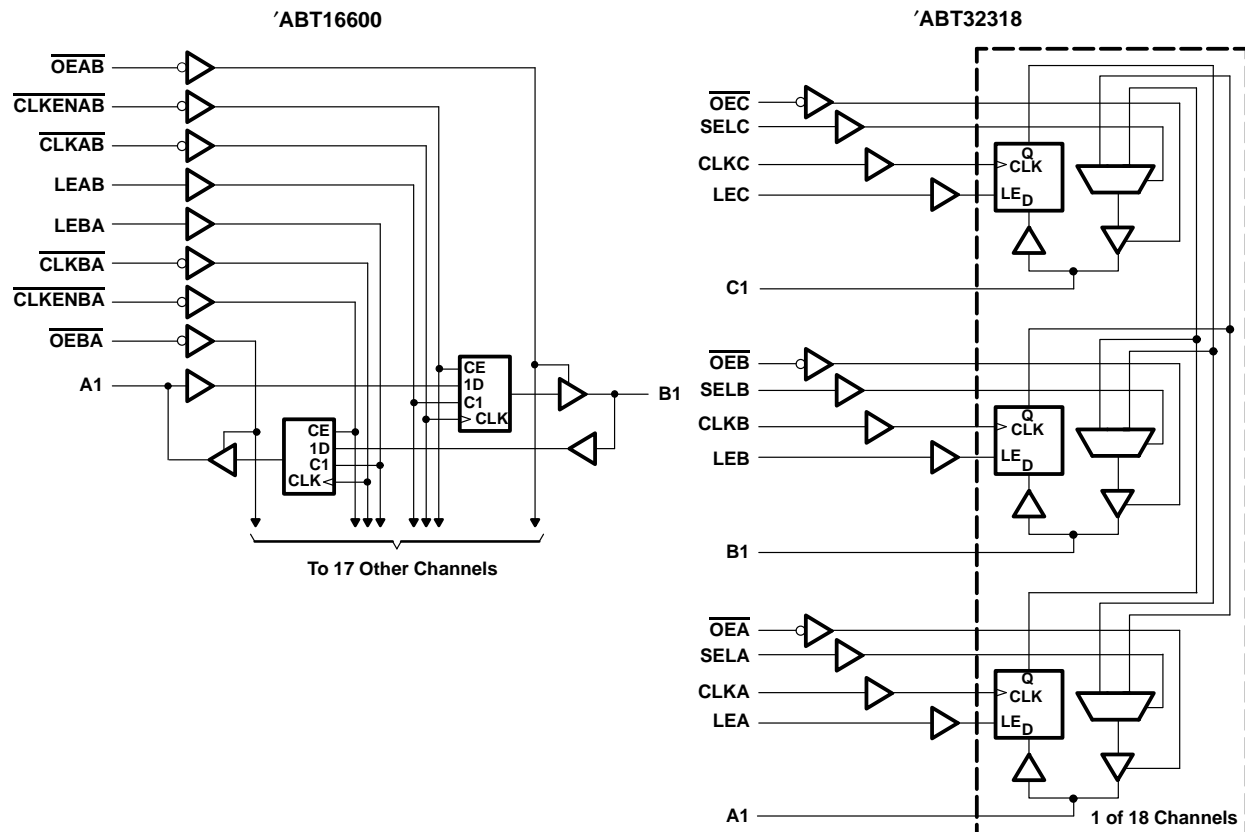 ′ABT16600
OEAB
CLKENAB
CLKAB
LEAB
LEBA
CLKBA
CLKENBA
OEBA
A1
CE
1D
C1
CLK
B1
CE
1D
C1
CLK
To 17 Other Channels
′ABT32318
OEC
SELC
CLKC
LEC
Q
CLK
LE
D
C1
OEB
SELB
CLKB
LEB
Q
CLK
LE
D
B1
OEA
SELA
CLKA
LEA
Q
CLK
LE
D
A1
1 of 18 Channels